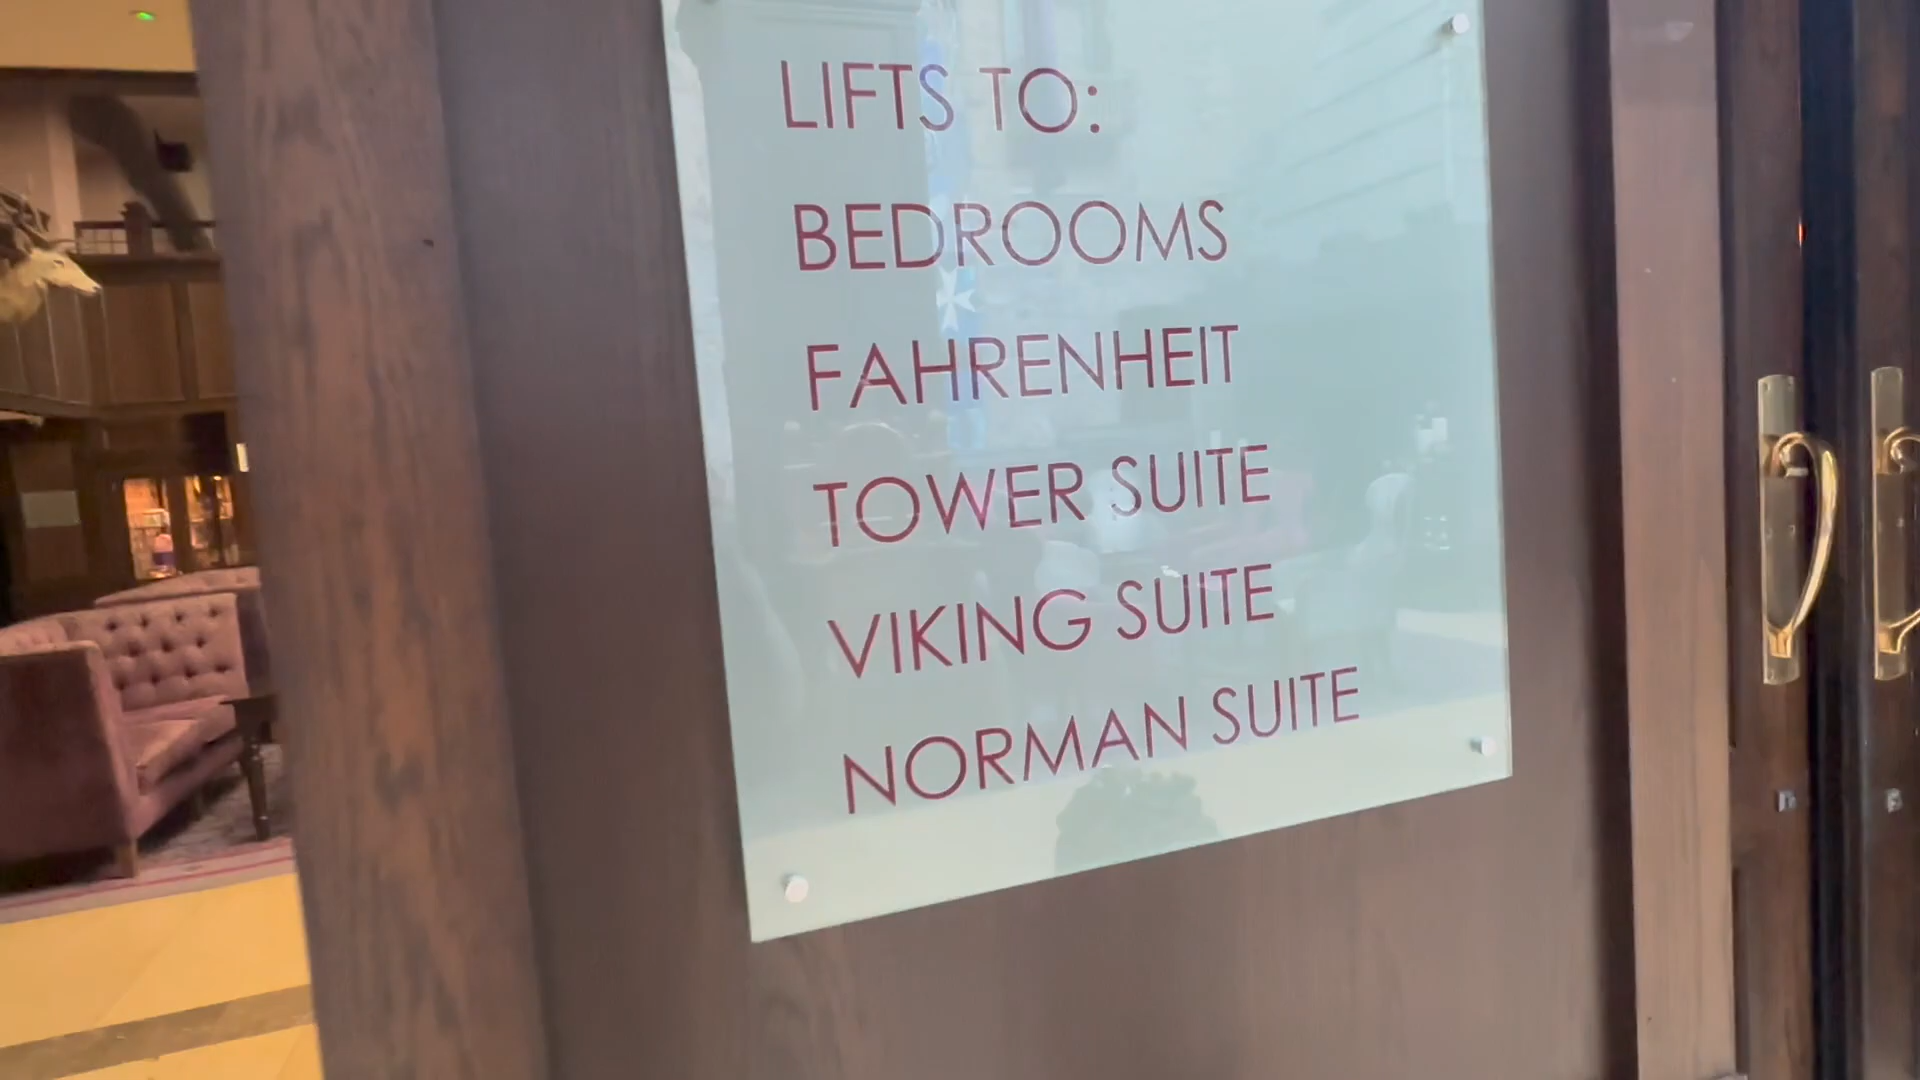 LIFTS TO:
BEDROOMS
FAHRENHEIT
TOWER SUITE
VIKING SUITE
NORMAN SUITE